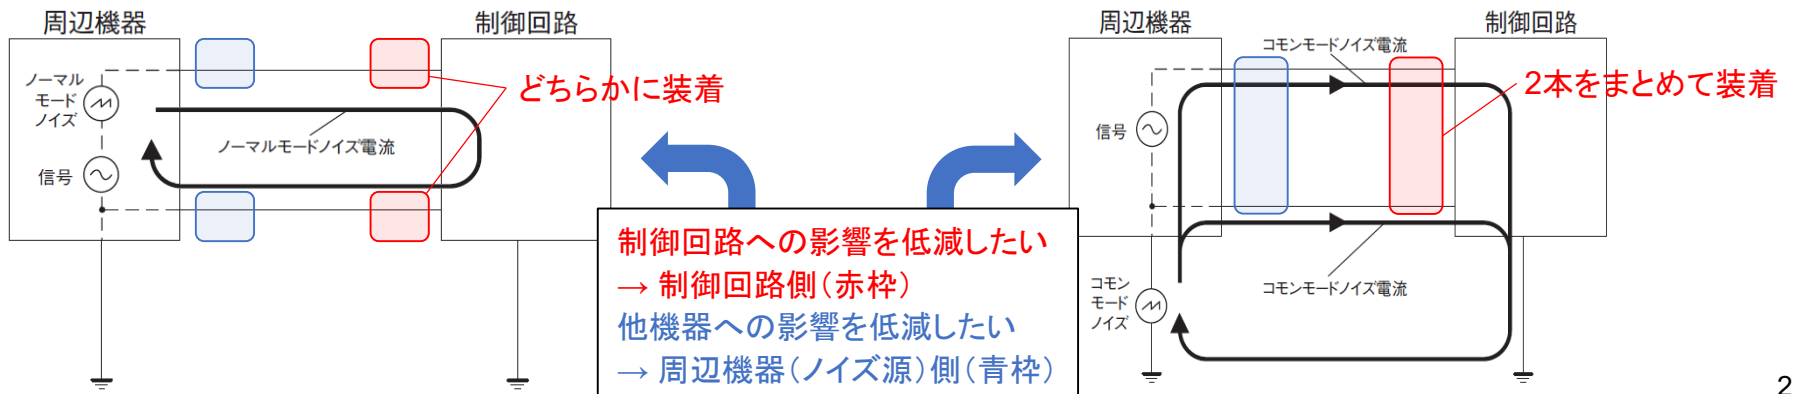 周辺機器
制御回路
ノーマル
モード
ノイズ
信号
ノーマルモードノイズ電流
どちらかに装着
制御回路への影響を低減したい
→ 制御回路側（赤枠）
他機器への影響を低減したい
→ 周辺機器（ノイズ源）側（青枠）
周辺機器
制御回路
コモンモードノイズ電流
2本をまとめて装着
信号
コモン
モード
ノイズ
コモンモードノイズ電流
2